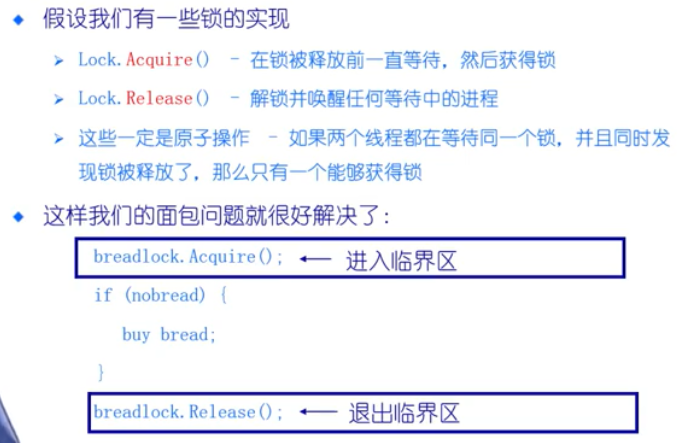 假设我们有一些锁的实现
Lock.Acquire() - 在锁被释放前一直等待，然后获得锁
Lock.Release() - 解锁并唤醒任何等待中的进程
这些一定是原子操作 - 如果两个线程都在等待同一个锁，并且同时发
现锁被释放了，那么只有一个能够获得锁
这样我们的面包问题就很好解决了：
breadlock.Acquire(); ← 进入临界区
if (nobread) {
buy bread;
}
breadlock.Release(); ← 退出临界区